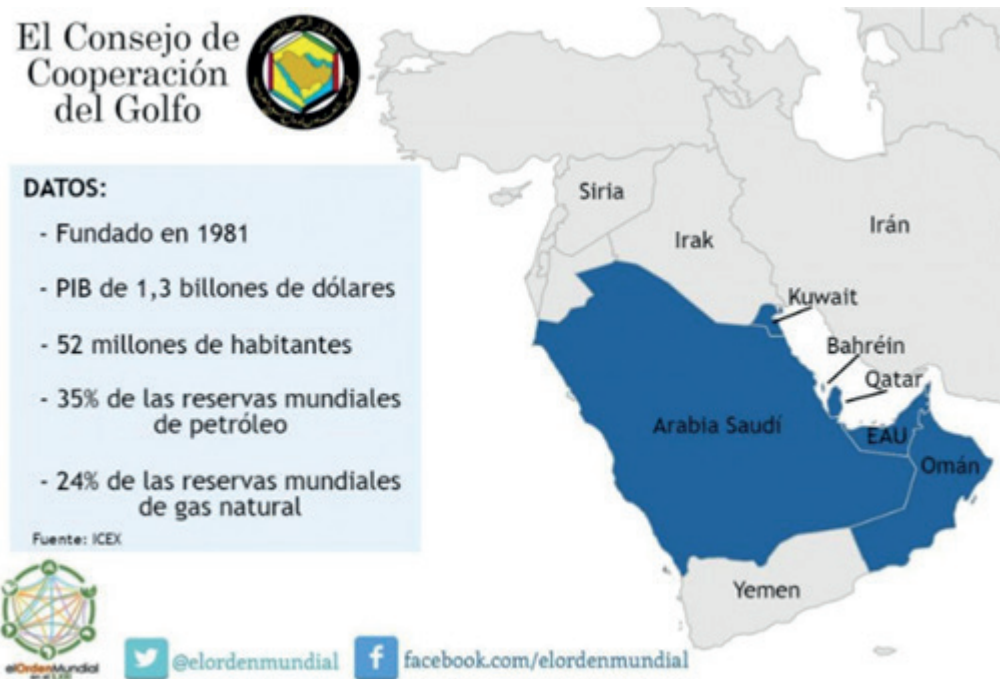 El Consejo de
Cooperación
del Golfo
DATOS:
- Fundado en 1981
- PIB de 1,3 billones de dólares
- 52 millones de habitantes
- 35% de las reservas mundiales
de petróleo
- 24% de las reservas mundiales
de gas natural
Fuente: ICEX
Siria
Irak
Irán
Kuwait
Bahréin
Qatar
Arabia Saudí
EAU
Omán
Yemen
elOrdenMundial
@elordenmundial
facebook.com/elordenmundial